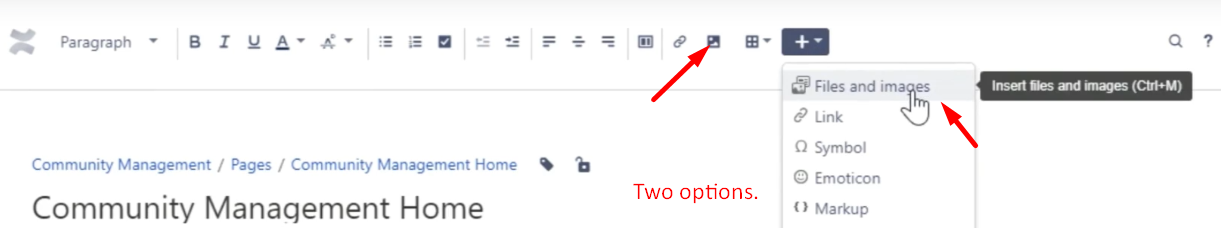 Paragraph B I U A A
+
?
Files and images Insert files and images (Ctrl+M)
Link
Symbol
Emoticon
Markup
Community Management / Pages / Community Management Home
Two options.
Community Management Home